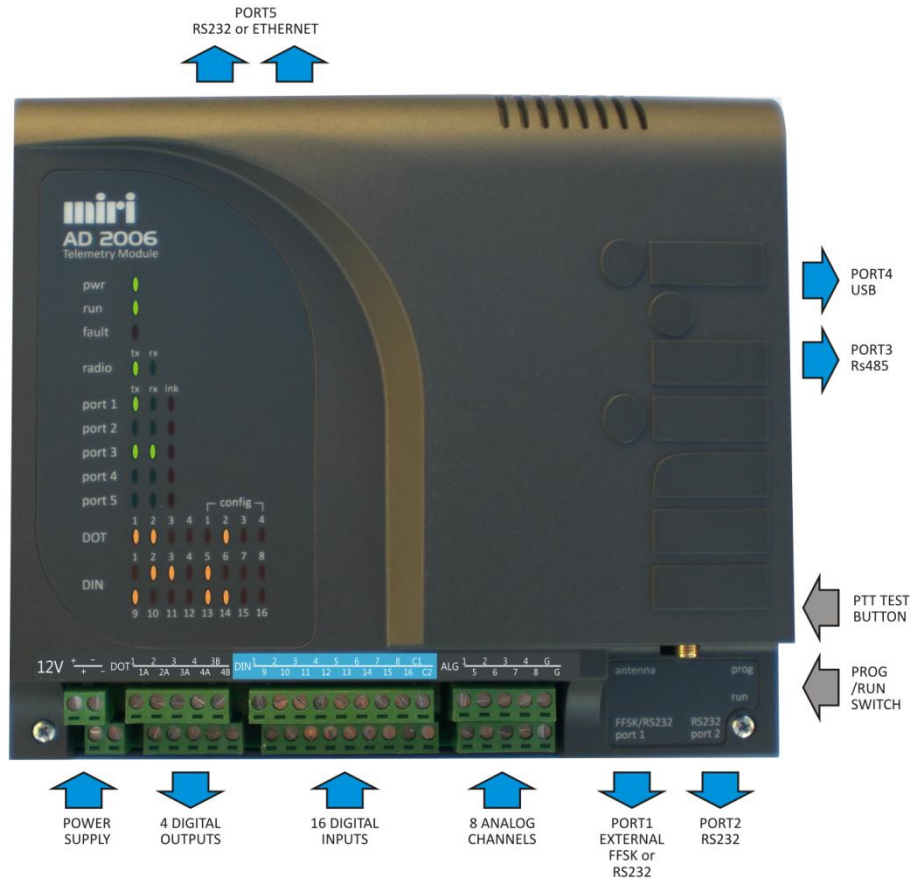 PORT5
RS232 or ETHERNET
miri
AD 2006
Telemetry Module
pwr
run
fault
tx rx
radio
tx rx lnk
port 1
port 2
port 3
port 4
port 5
config
1 2 3 4 1 2 3 4
DOT
1 2 3 4 5 6 7 8
DIN
9 10 11 12 13 14 15 16
PORT4
USB
PORT3
Rs485
PTT TEST
BUTTON
PROG
/RUN
SWITCH
12V + - DOT 1 2 3 4 3B DIN 1 2 3 4 5 6 7 8 C1 ALG 1 2 3 4 G
+ - 1A 2A 3A 4A 4B 9 10 11 12 13 14 15 16 C2 5 6 7 8 G
antenna prog
run
FFSK/RS232 RS232
port 1 port 2
POWER
SUPPLY
4 DIGITAL
OUTPUTS
16 DIGITAL
INPUTS
8 ANALOG
CHANNELS
PORT1
EXTERNAL
FFSK or
RS232
PORT2
RS232